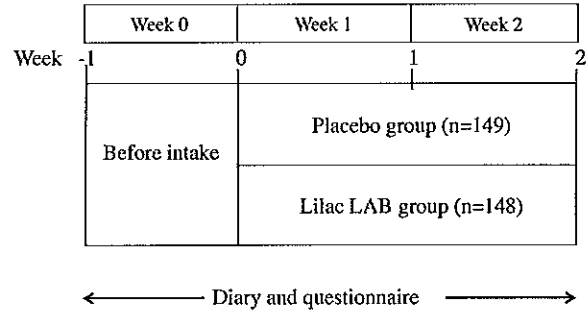 Week 0 Week 1 Week 2
Week -1 0 1 2
Placebo group (n=149)
Before intake
Lilac LAB group (n=148)
Diary and questionnaire